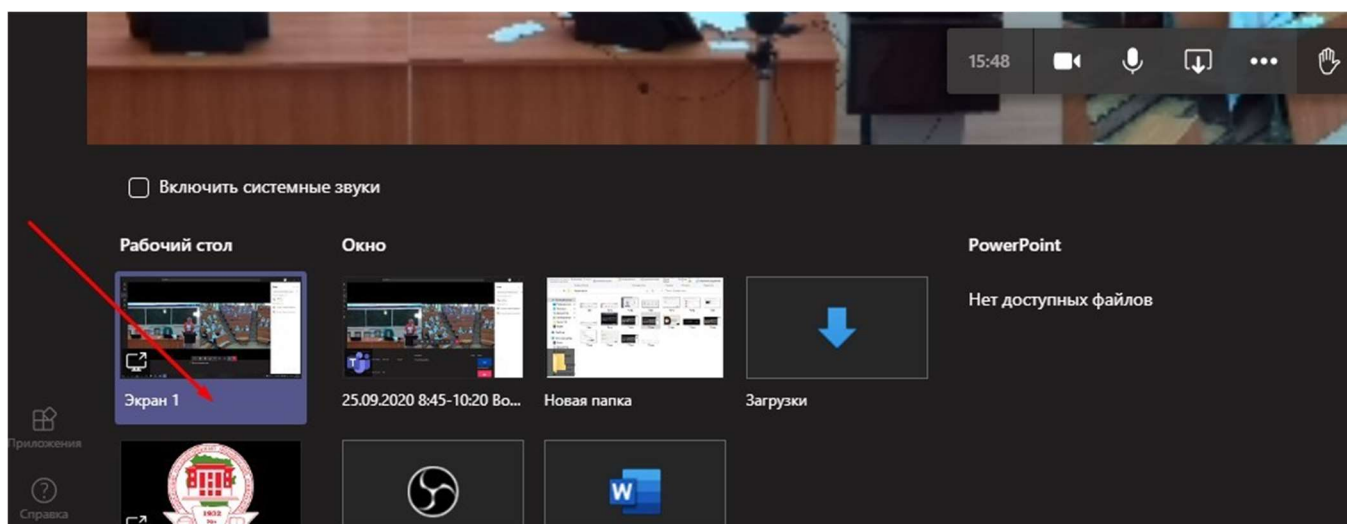 15:48
Включить системные звуки
Рабочий стол
Окно
PowerPoint
Нет доступных файлов
Экран 1
25.09.2020 8:45-10:20 Во...
Новая папка
Загрузки
Приложения
Справка
1932
W